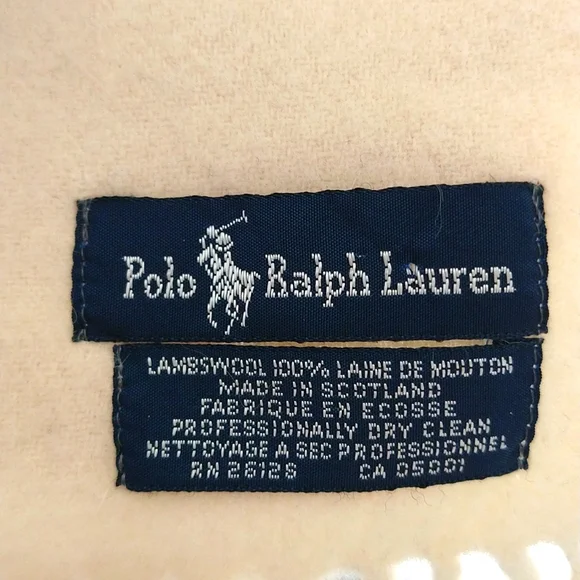 Polo Ralph Lauren
LAMBSWOOL 100% LAINE DE MOUTON
MADE IN SCOTLAND
FABRIQUE EN ECOSSE
PROFESSIONALLY DRY CLEAN
NETTOYAGE A SEC PROFESSIONNEL
RN 28128 CA 05001